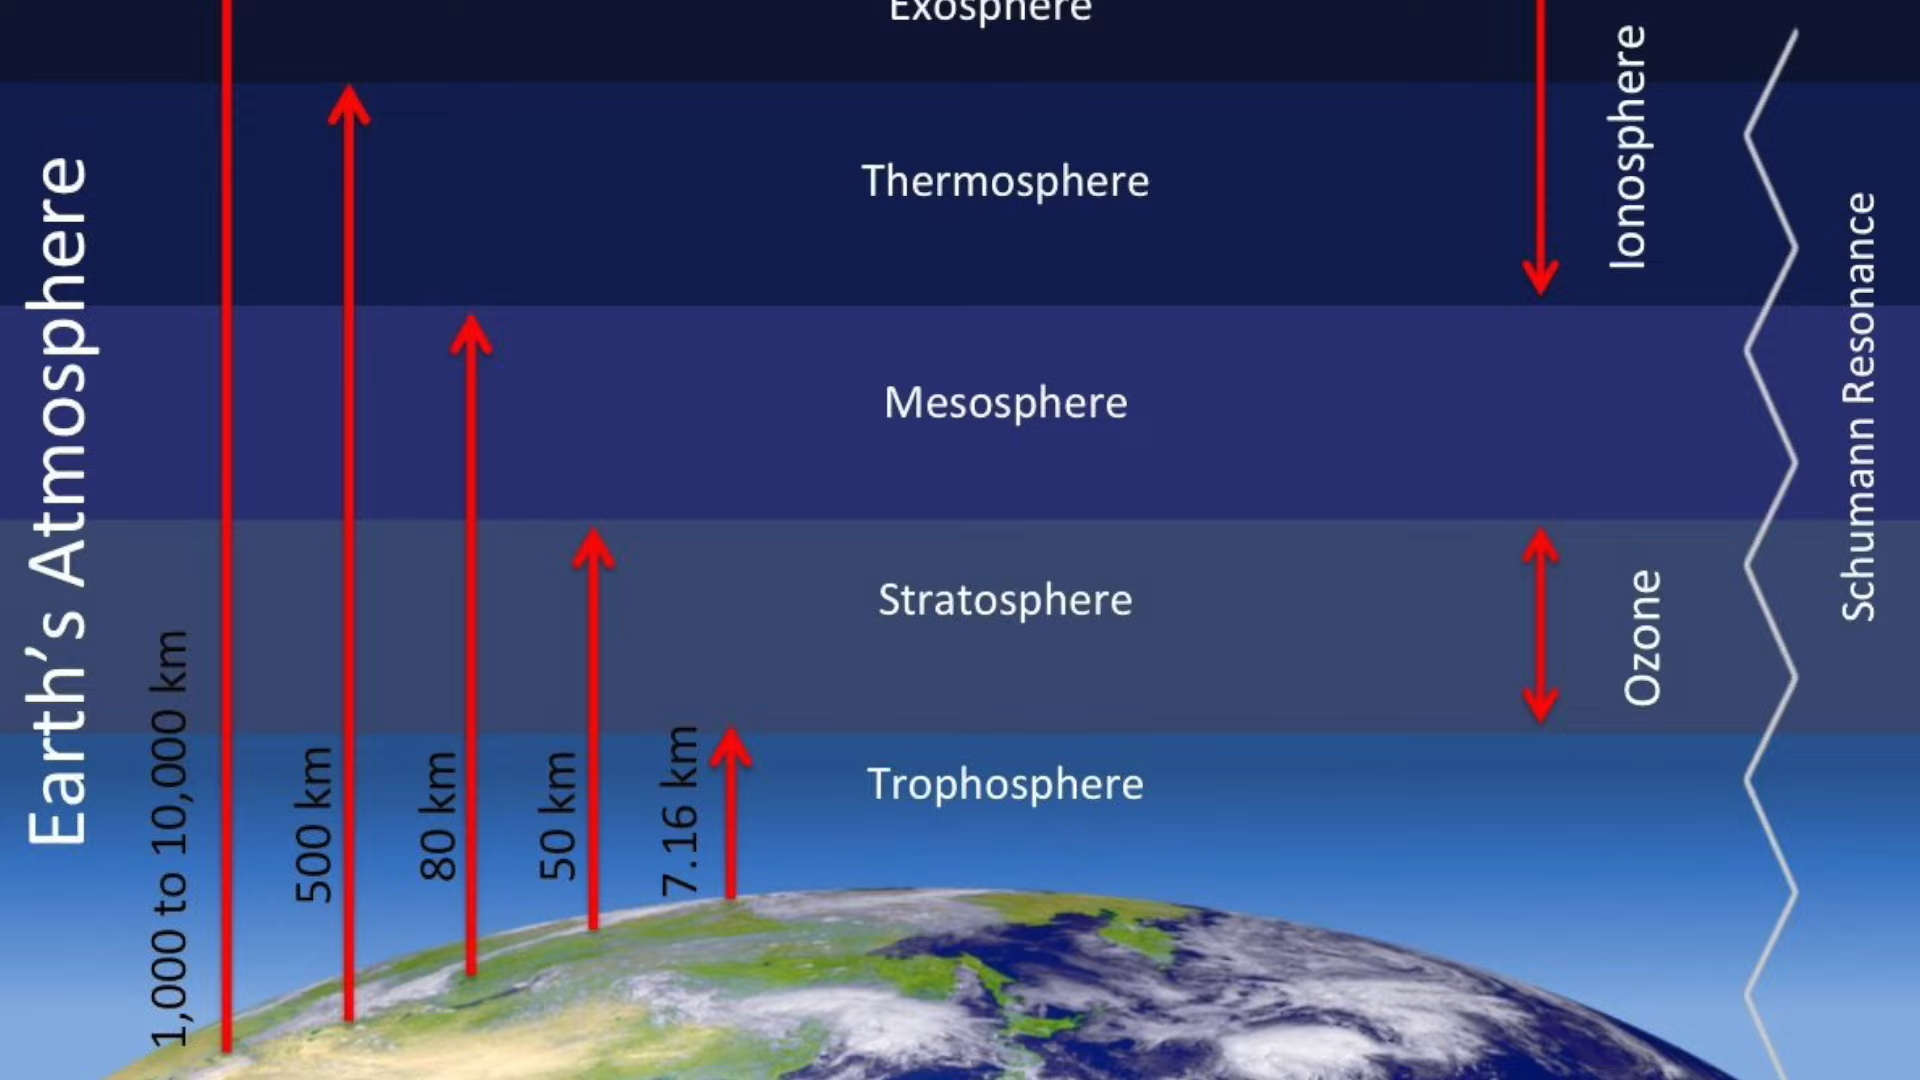 Exosphere
Thermosphere
Mesosphere
Stratosphere
Trophosphere
Earth's Atmosphere
1,000 to 10,000 km
500 km
80 km
50 km
7.16 km
Ionosphere
Ozone
Schumann Resonance